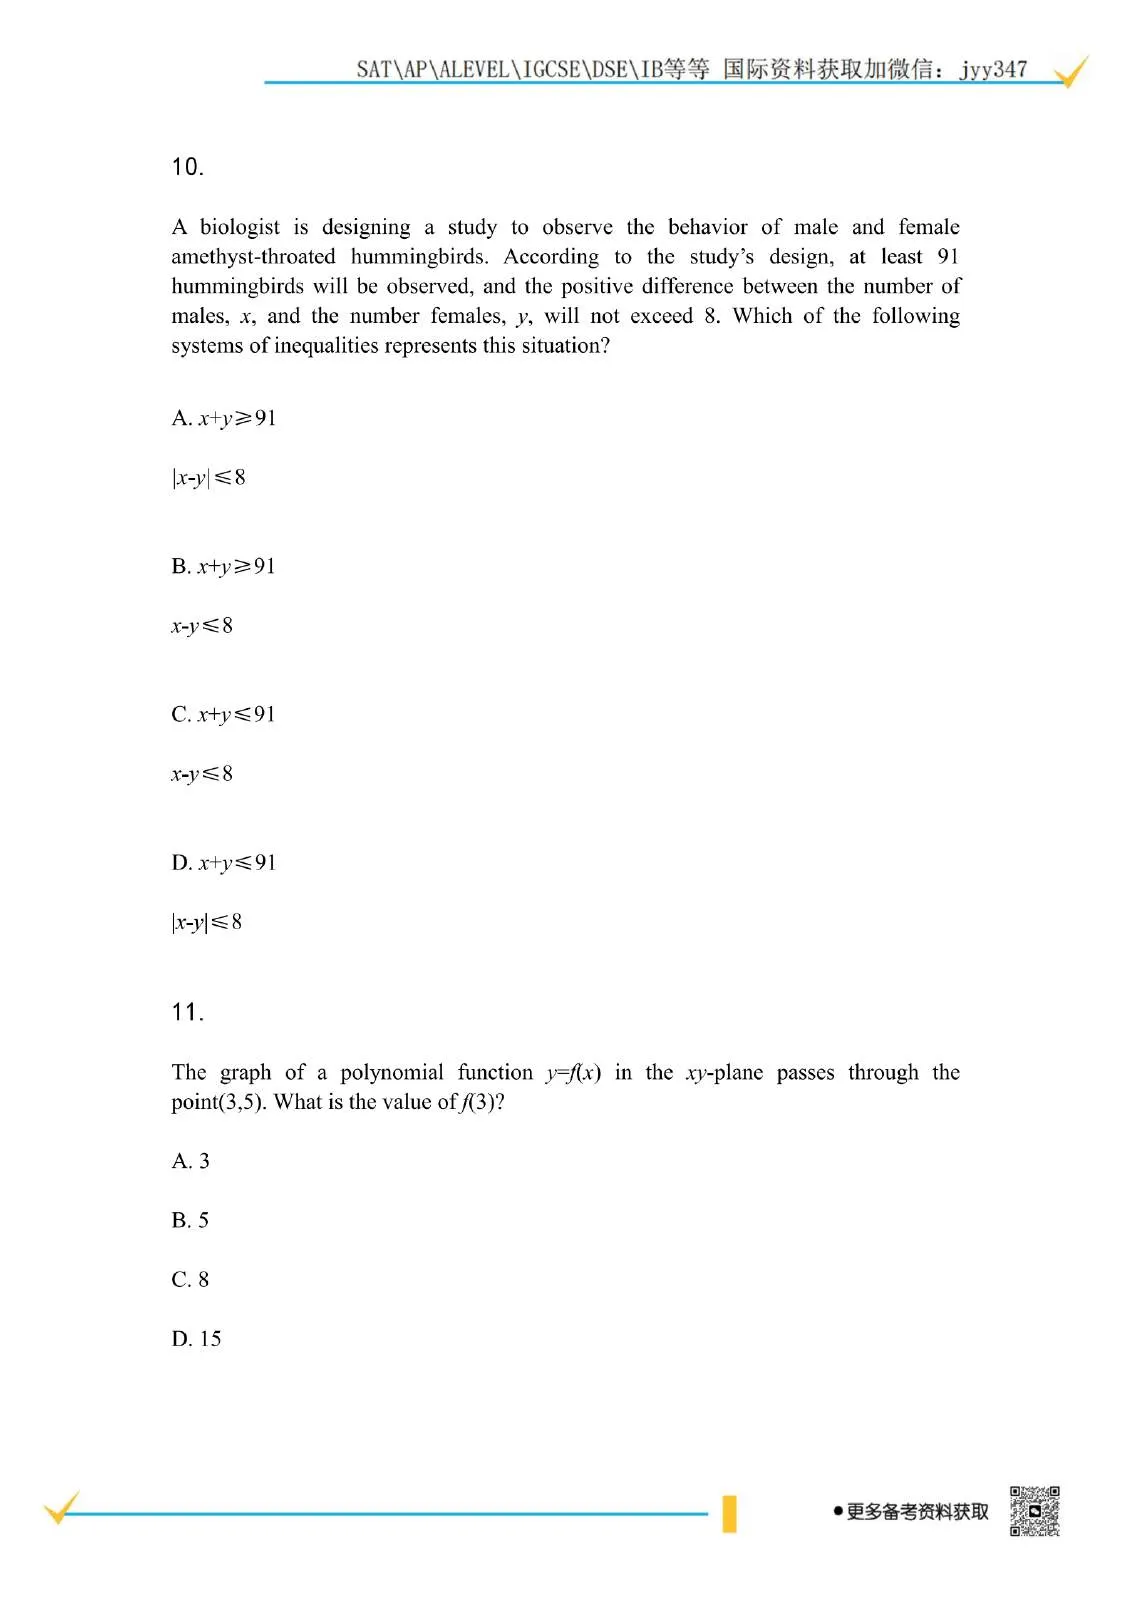 SAT\AP\ALEVEL\IGCSE\DSE\IB等等 国际资料获取加微信：jyy347
10.
A biologist is designing a study to observe the behavior of male and female
amethyst-throated hummingbirds. According to the study’s design, at least 91
hummingbirds will be observed, and the positive difference between the number of
males, x, and the number females, y, will not exceed 8. Which of the following
systems of inequalities represents this situation?
A. x+y⩾91
|x-y|⩽8
B. x+y⩾91
x-y⩽8
C. x+y⩽91
x-y⩽8
D. x+y⩽91
|x-y|⩽8
11.
The graph of a polynomial function y=f(x) in the xy-plane passes through the
point(3,5). What is the value of f(3)?
A. 3
B. 5
C. 8
D. 15
●更多备考资料获取